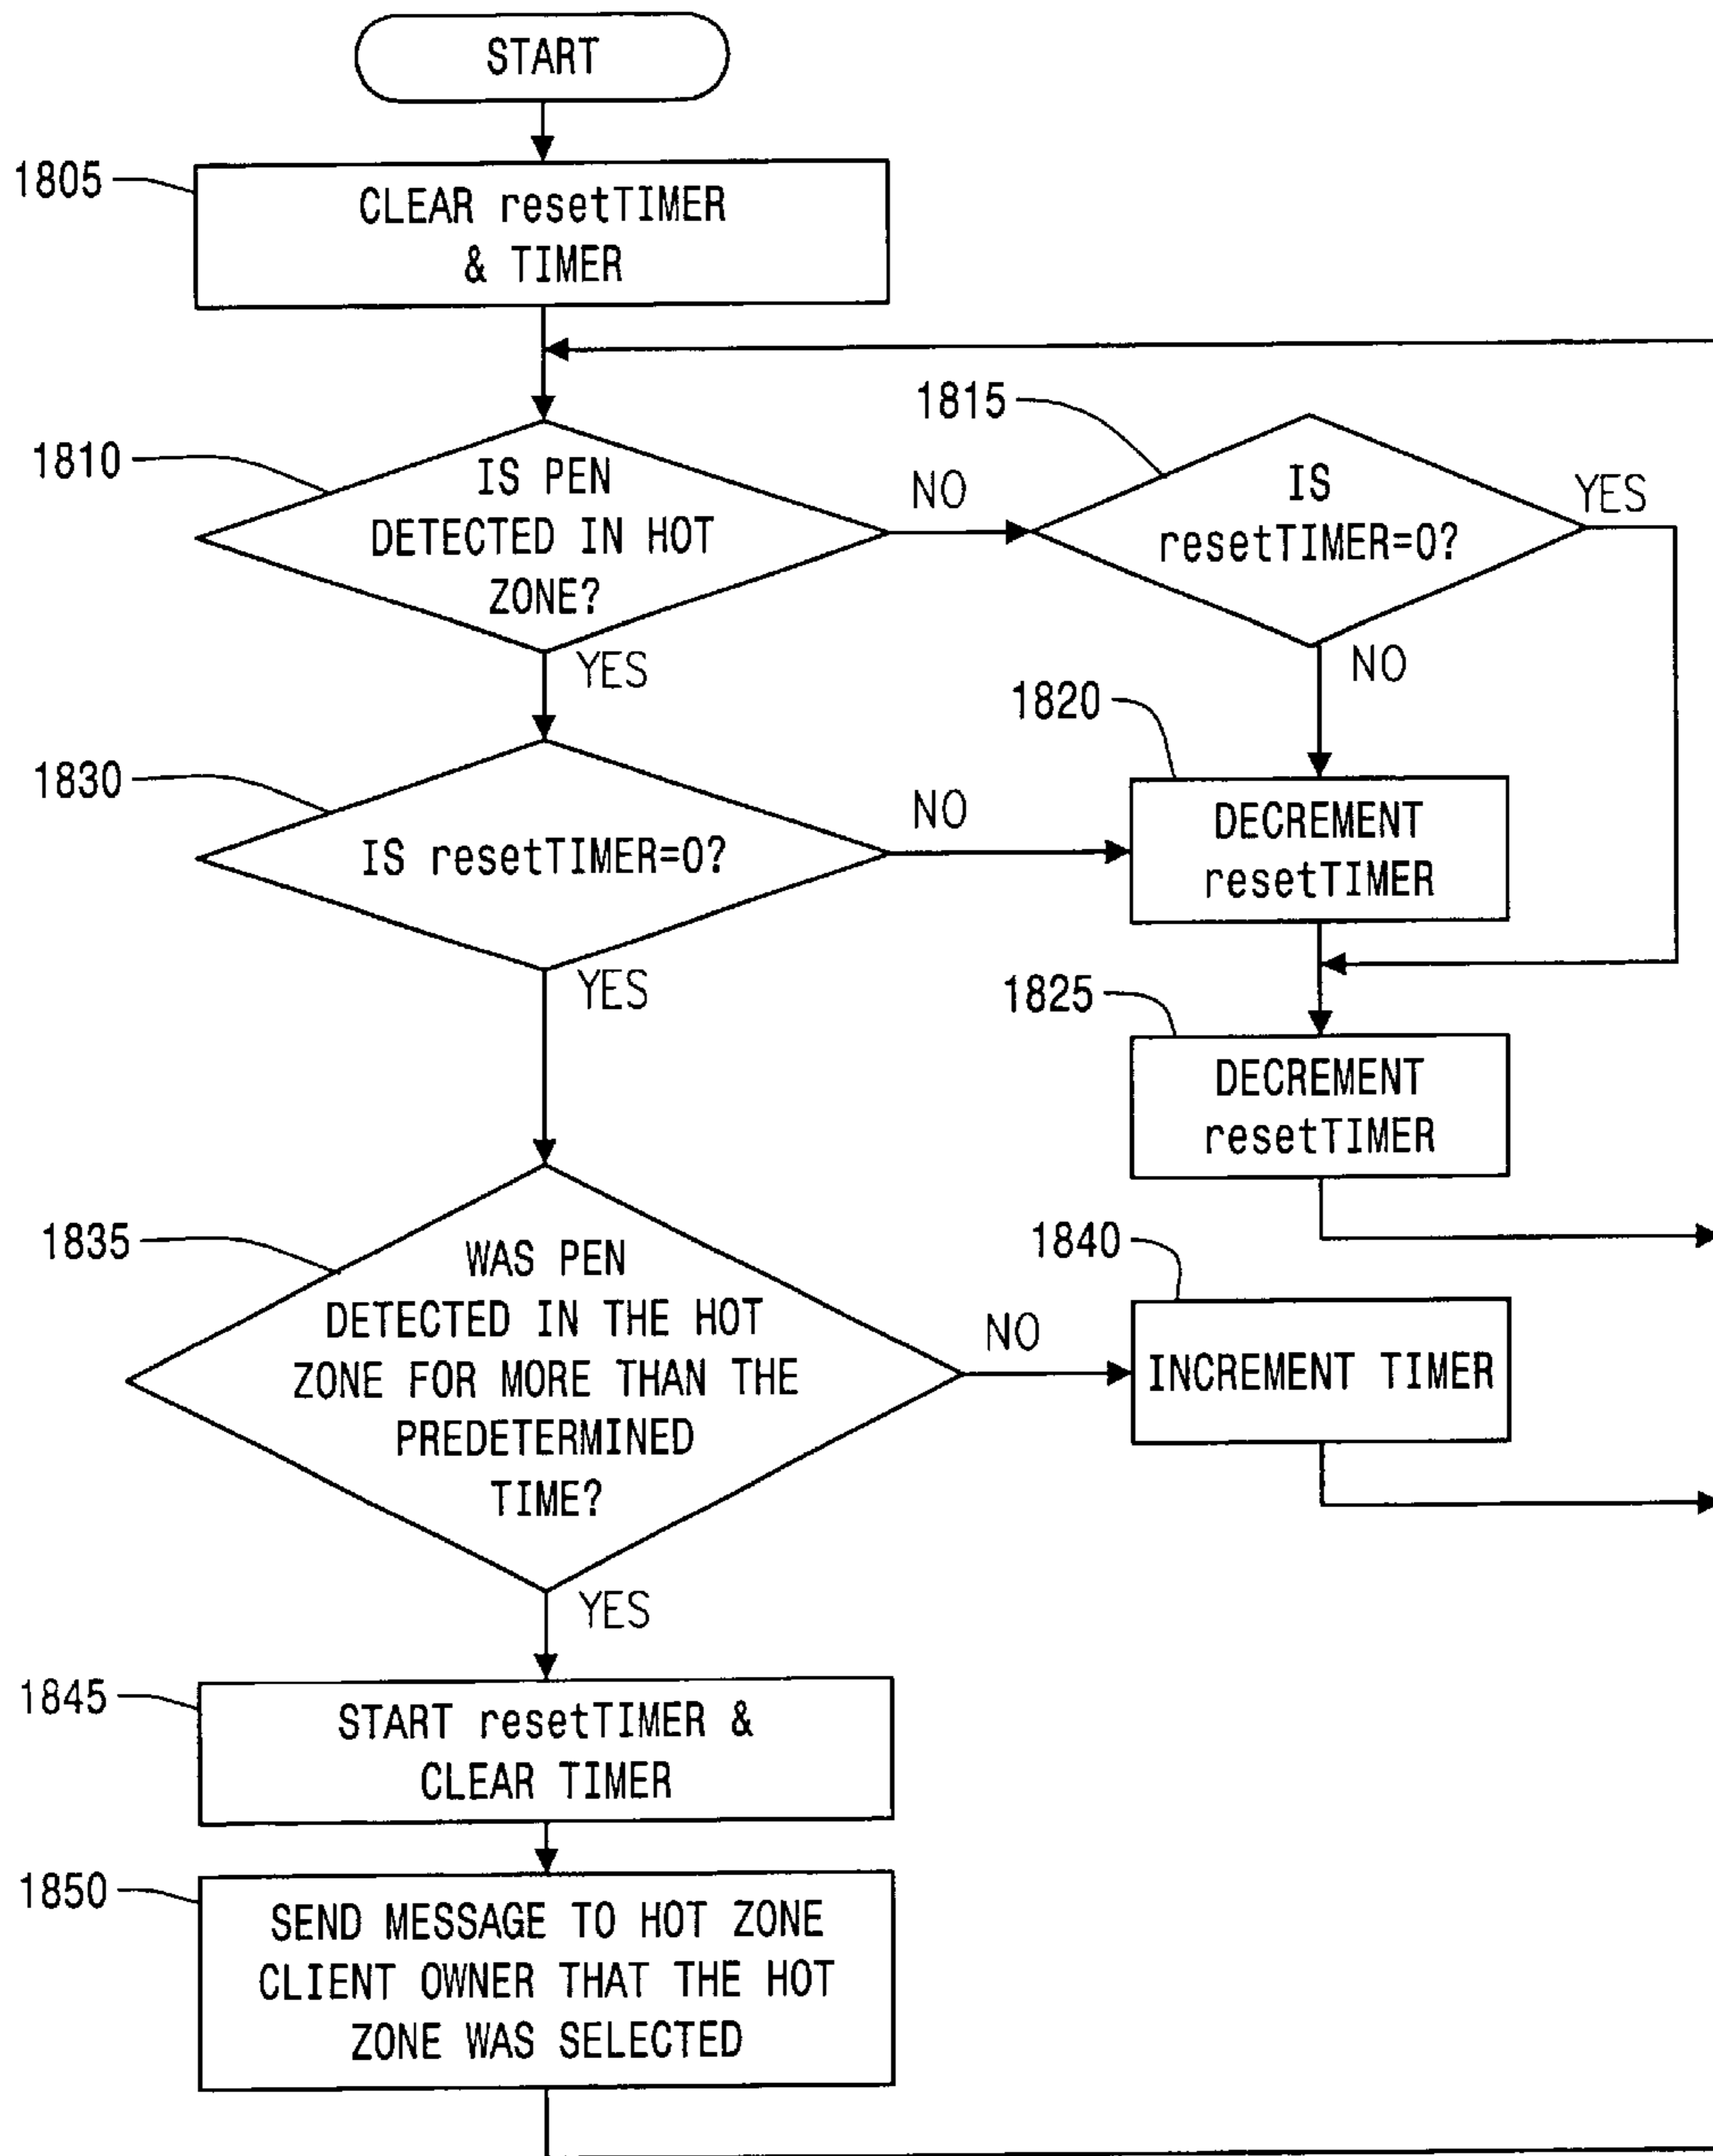 START
1805
CLEAR resetTIMER
& TIMER
1810
IS PEN
DETECTED IN HOT
ZONE?
NO
YES
1815
IS
resetTIMER=0?
YES
NO
1820
DECREMENT
resetTIMER
1830
IS resetTIMER=0?
NO
YES
1825
DECREMENT
resetTIMER
1835
WAS PEN
DETECTED IN THE HOT
ZONE FOR MORE THAN THE
PREDETERMINED
TIME?
NO
YES
1840
INCREMENT TIMER
1845
START resetTIMER &
CLEAR TIMER
1850
SEND MESSAGE TO HOT ZONE
CLIENT OWNER THAT THE HOT
ZONE WAS SELECTED